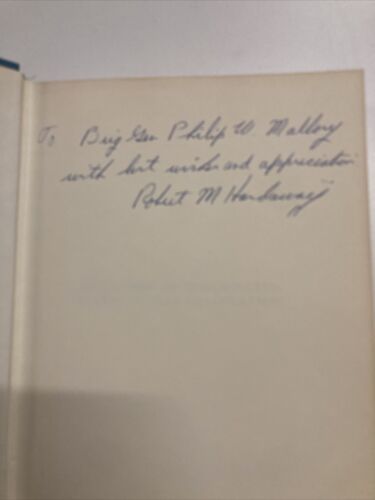 To Brig Gen Philip W. Mallory
with best wishes and appreciation
Robert M Hardaway